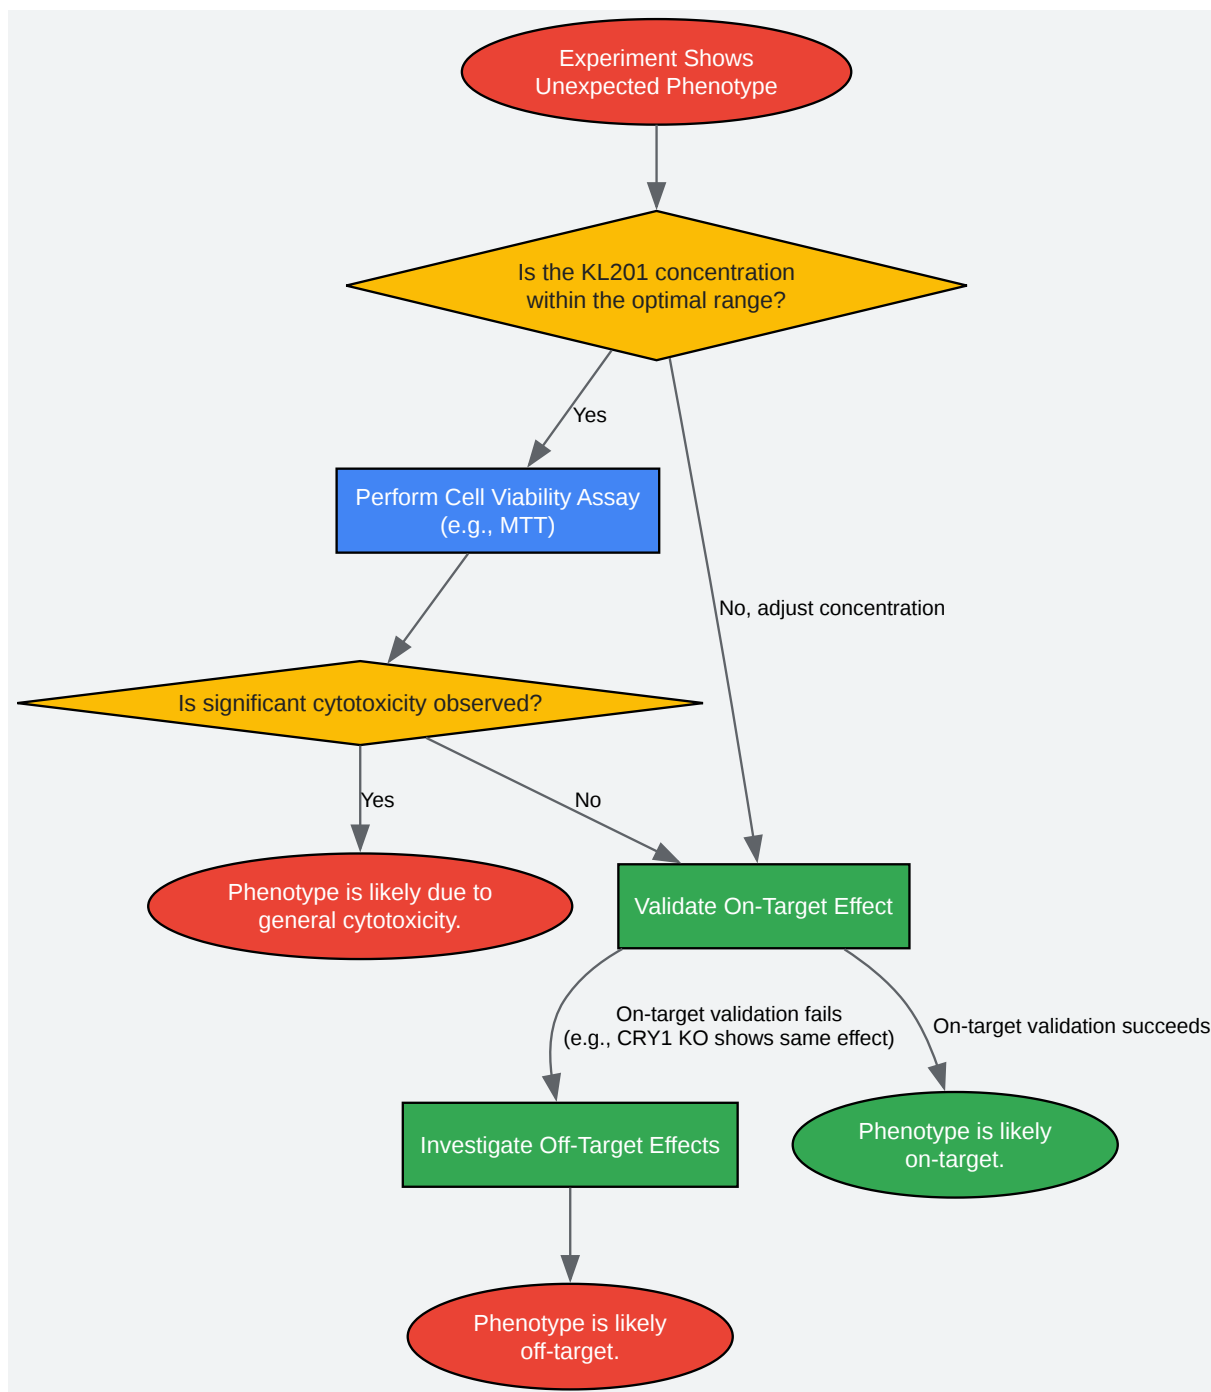 Experiment Shows
Unexpected Phenotype
Is the KL201 concentration
within the optimal range?
Yes
Perform Cell Viability Assay
(e.g., MTT)
No, adjust concentration
Is significant cytotoxicity observed?
Yes
No
Phenotype is likely due to
general cytotoxicity.
Validate On-Target Effect
On-target validation fails
(e.g., CRY1 KO shows same effect)
On-target validation succeeds
Investigate Off-Target Effects
Phenotype is likely
on-target.
Phenotype is likely
off-target.